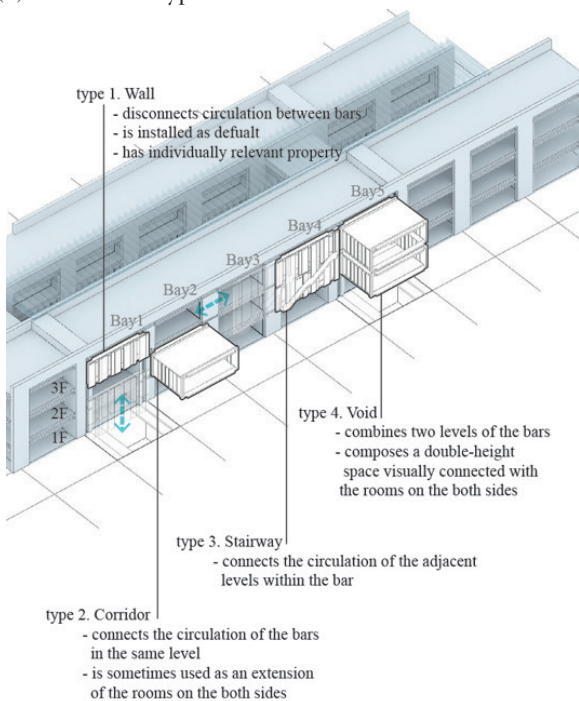 type 1. Wall
- disconnects circulation between bars
- is installed as defualt
- has individually relevant property
Bay5
Bay4
Bay3
Bay2
Bay1
3F
2F
1F
type 4. Void
- combines two levels of the bars
- composes a double-height
space visually connected with
the rooms on the both sides
type 3. Stairway
- connects the circulation of the adjacent
levels within the bar
type 2. Corridor
- connects the circulation of the bars
in the same level
- is sometimes used as an extension
of the rooms on the both sides